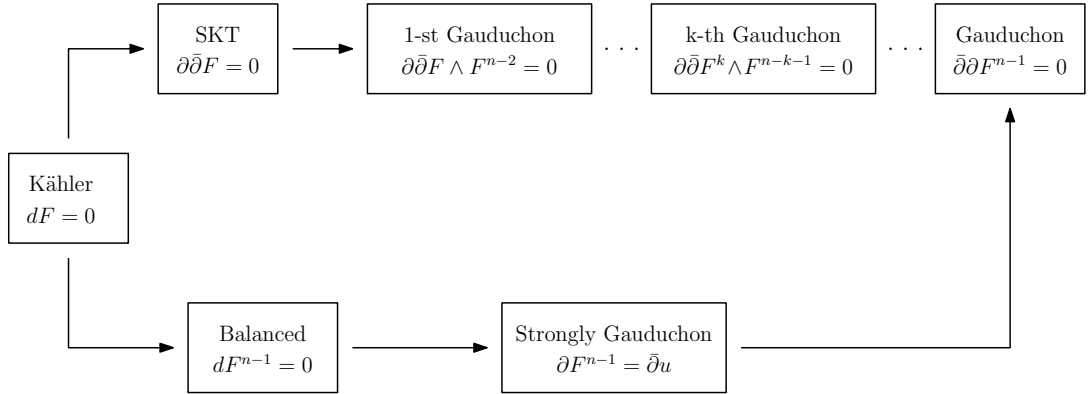 SKT
∂∂̄F = 0
1-st Gauduchon
∂∂̄F ∧ F^{n−2} = 0
· · ·
k-th Gauduchon
∂∂̄F^k ∧ F^{n−k−1} = 0
· · ·
Gauduchon
∂̄∂F^{n−1} = 0
Kähler
dF = 0
Balanced
dF^{n−1} = 0
Strongly Gauduchon
∂F^{n−1} = ∂̄u